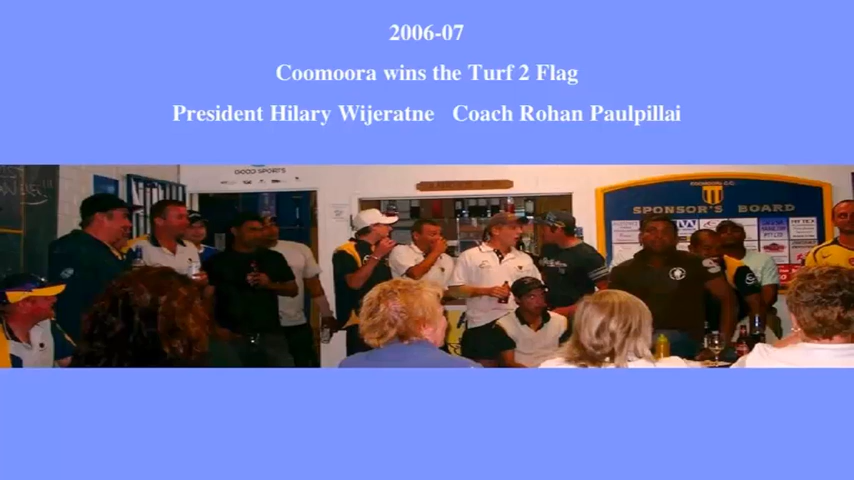 2006-07
Coomoora wins the Turf 2 Flag
President Hilary Wijeratne Coach Rohan Paulpillai
GOOD SPORTS
SPONSOR'S BOARD